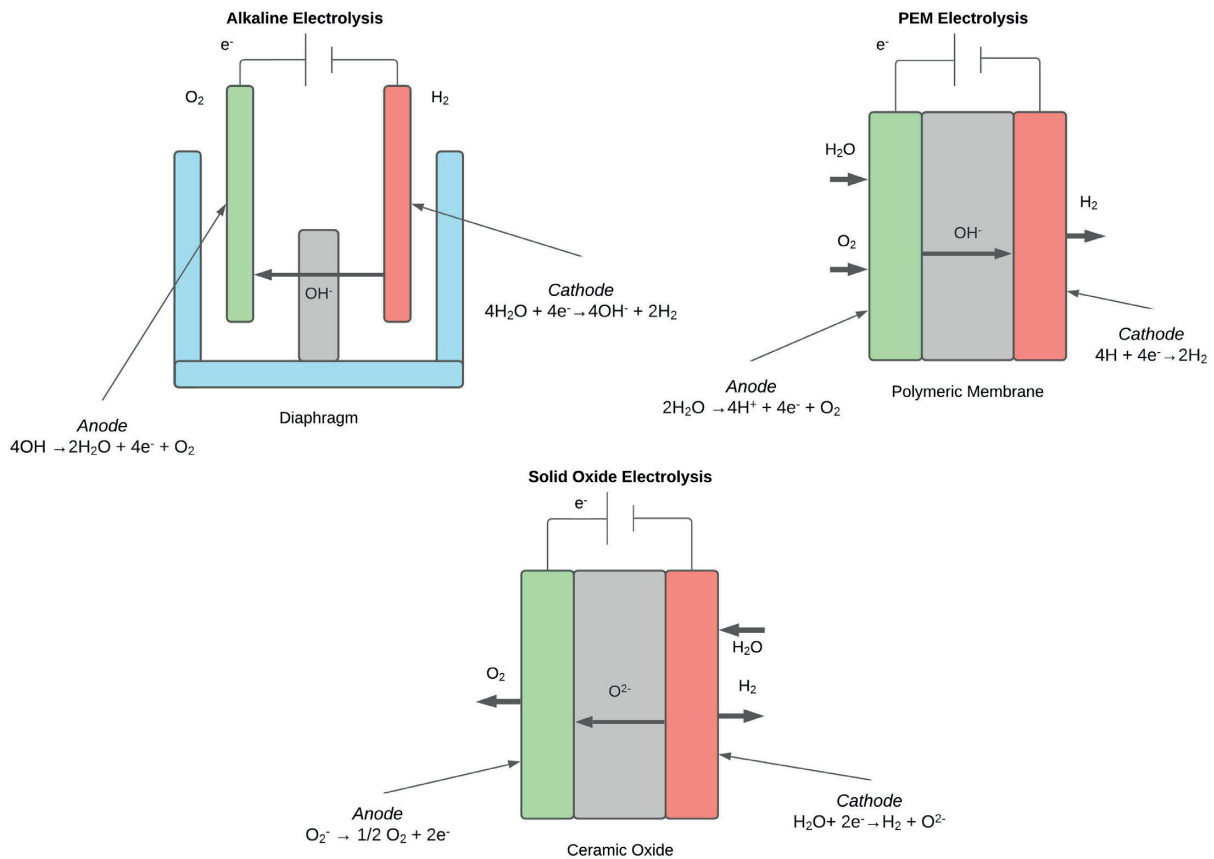 Alkaline Electrolysis
e⁻
O₂
H₂
OH⁻
Cathode
4H₂O + 4e⁻→4OH⁻ + 2H₂
Diaphragm
Anode
4OH →2H₂O + 4e⁻ + O₂
PEM Electrolysis
e⁻
H₂O
O₂
OH⁻
H₂
Cathode
4H + 4e⁻→2H₂
Anode
2H₂O →4H⁺ + 4e⁻ + O₂
Polymeric Membrane
Solid Oxide Electrolysis
e⁻
H₂O
O₂
O²⁻
H₂
Anode
O₂⁻ → 1/2 O₂ + 2e⁻
Cathode
H₂O+ 2e⁻→H₂ + O²⁻
Ceramic Oxide